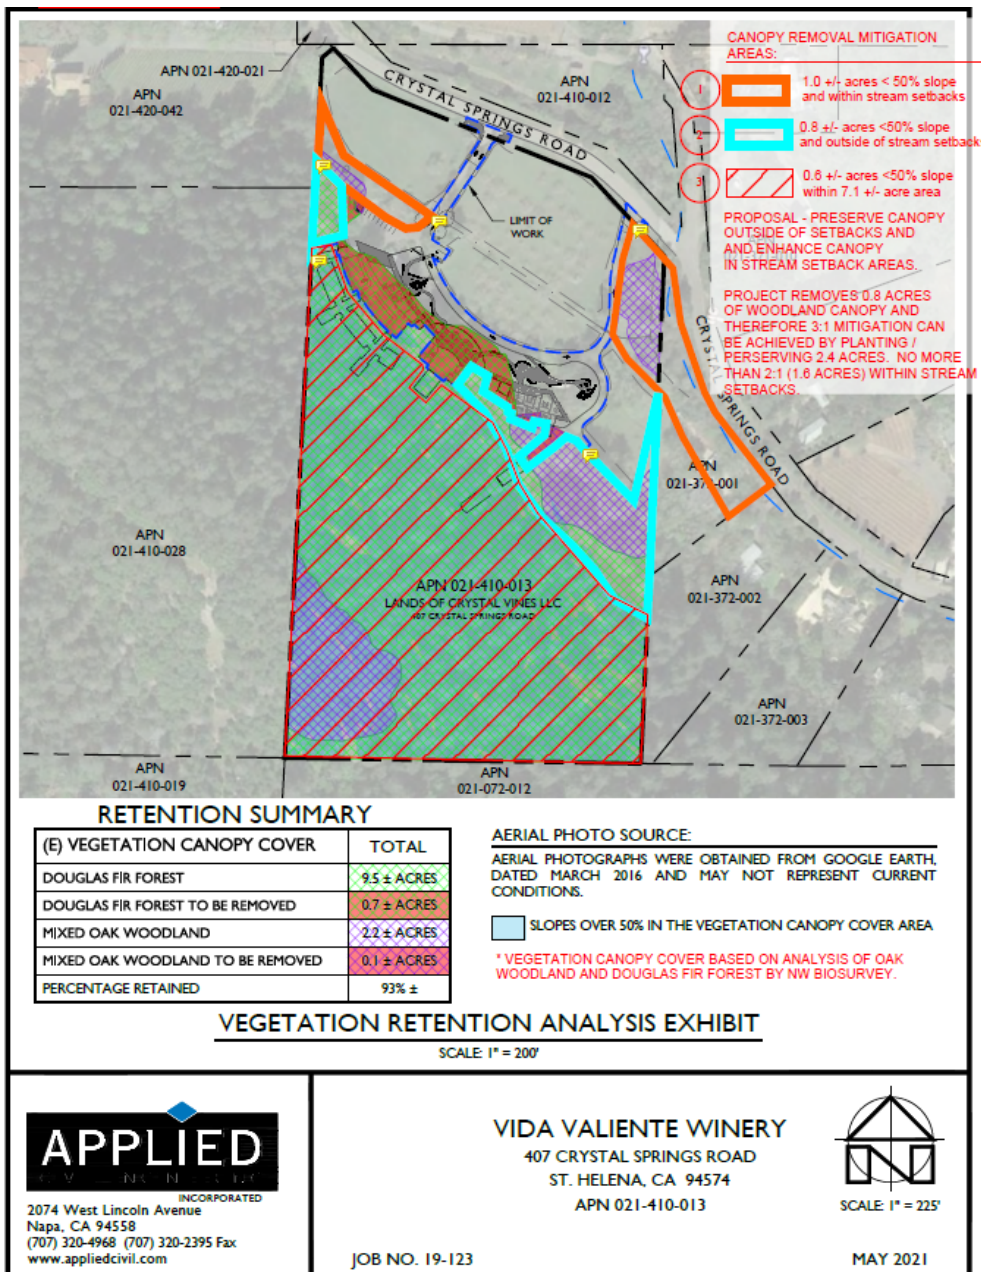 CANOPY REMOVAL MITIGATION
AREAS:
1
1.0 +/- acres < 50% slope
and within stream setbacks
2
0.8 +/- acres <50% slope
and outside of stream setback
3
0.6 +/- acres <50% slope
within 7.1 +/- acre area
PROPOSAL - PRESERVE CANOPY
OUTSIDE OF SETBACKS AND
AND ENHANCE CANOPY
IN STREAM SETBACK AREAS.
PROJECT REMOVES 0.8 ACRES
OF WOODLAND CANOPY AND
THEREFORE 3:1 MITIGATION CAN
BE ACHIEVED BY PLANTING /
PERSERVING 2.4 ACRES. NO MORE
THAN 2:1 (1.6 ACRES) WITHIN STREAM
SETBACKS.
APN 021-420-021
APN
021-420-042
CRYSTAL SPRINGS ROAD
APN
021-410-012
LIMIT OF
WORK
CRYSTAL SPRINGS ROAD
APN
021-372-001
APN
021-410-028
APN 021-410-013
LANDS OF CRYSTAL VINES LLC
407 CRYSTAL SPRINGS ROAD
APN
021-372-002
APN
021-372-003
APN
021-410-019
APN
021-072-012
RETENTION SUMMARY
(E) VEGETATION CANOPY COVER TOTAL
DOUGLAS FIR FOREST 9.5 ± ACRES
DOUGLAS FIR FOREST TO BE REMOVED 0.7 ± ACRES
MIXED OAK WOODLAND 2.2 ± ACRES
MIXED OAK WOODLAND TO BE REMOVED 0.1 ± ACRES
PERCENTAGE RETAINED 93% ±
AERIAL PHOTO SOURCE:
AERIAL PHOTOGRAPHS WERE OBTAINED FROM GOOGLE EARTH,
DATED MARCH 2016 AND MAY NOT REPRESENT CURRENT
CONDITIONS.
SLOPES OVER 50% IN THE VEGETATION CANOPY COVER AREA
* VEGETATION CANOPY COVER BASED ON ANALYSIS OF OAK
WOODLAND AND DOUGLAS FIR FOREST BY NW BIOSURVEY.
VEGETATION RETENTION ANALYSIS EXHIBIT
SCALE: 1" = 200'
APPLIED
INCORPORATED
2074 West Lincoln Avenue
Napa, CA 94558
(707) 320-4968 (707) 320-2395 Fax
www.appliedcivil.com
VIDA VALIENTE WINERY
407 CRYSTAL SPRINGS ROAD
ST. HELENA, CA 94574
APN 021-410-013
JOB NO. 19-123
N
SCALE: 1" = 225'
MAY 2021